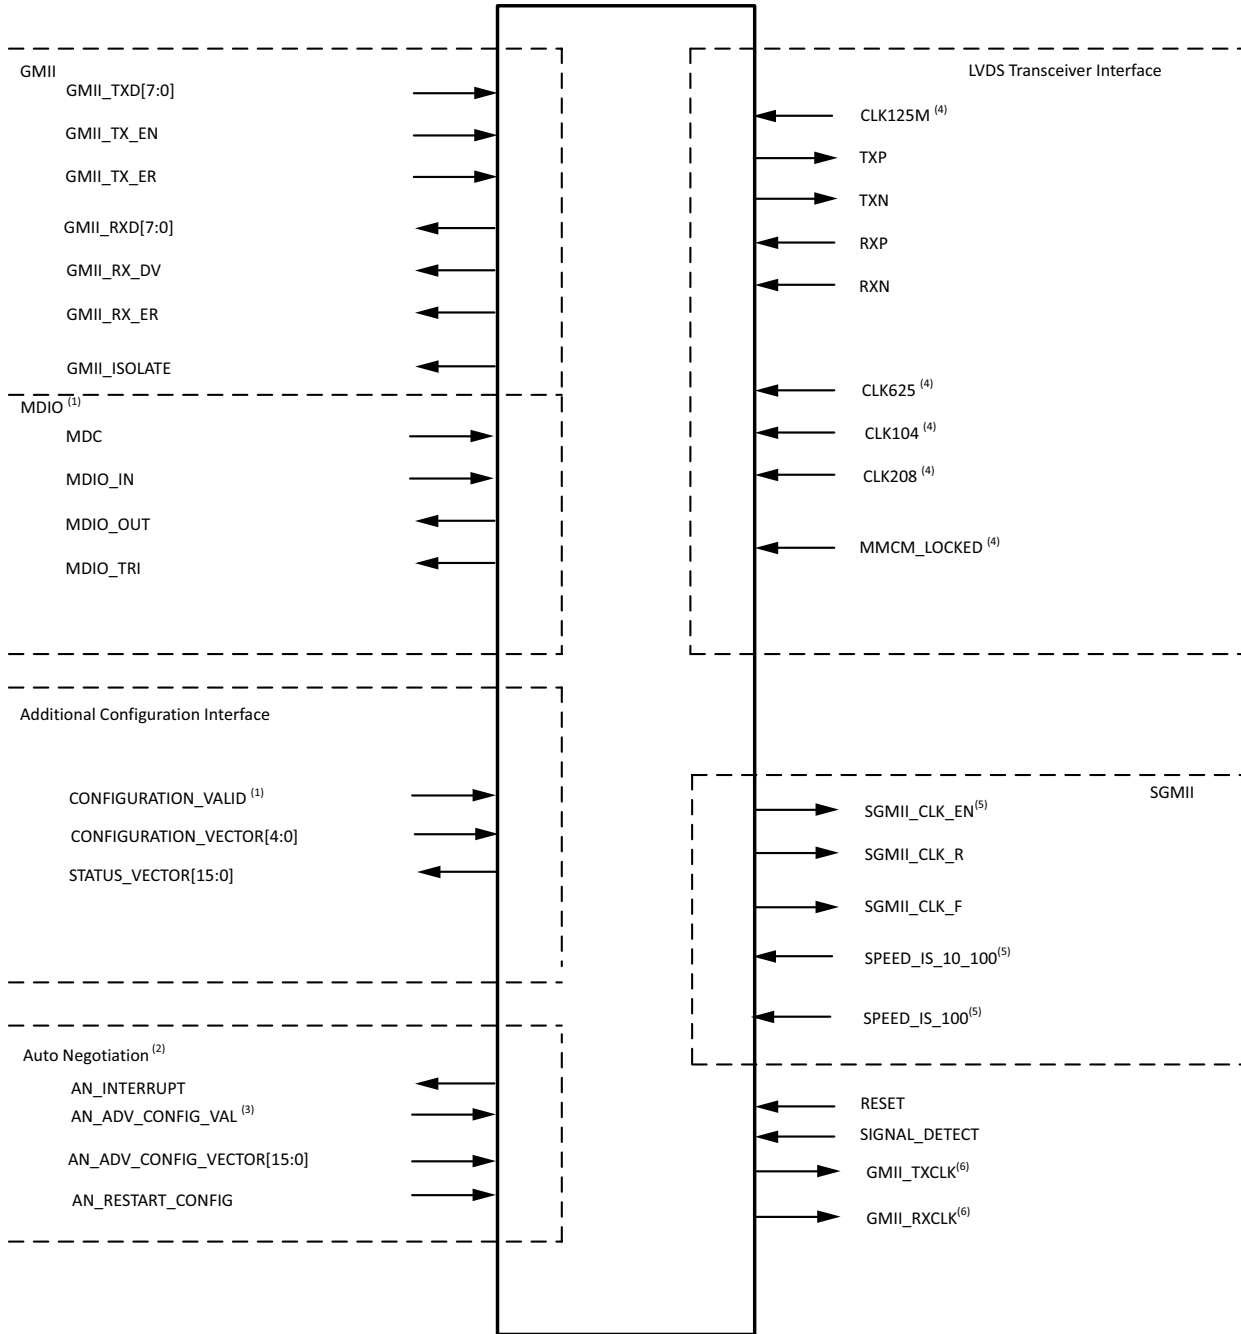 GMII
GMII_TXD[7:0]
GMII_TX_EN
GMII_TX_ER
GMII_RXD[7:0]
GMII_RX_DV
GMII_RX_ER
GMII_ISOLATE
MDIO (1)
MDC
MDIO_IN
MDIO_OUT
MDIO_TRI
Additional Configuration Interface
CONFIGURATION_VALID (1)
CONFIGURATION_VECTOR[4:0]
STATUS_VECTOR[15:0]
Auto Negotiation (2)
AN_INTERRUPT
AN_ADV_CONFIG_VAL (3)
AN_ADV_CONFIG_VECTOR[15:0]
AN_RESTART_CONFIG
LVDS Transceiver Interface
CLK125M (4)
TXP
TXN
RXP
RXN
CLK625 (4)
CLK104 (4)
CLK208 (4)
MMCM_LOCKED (4)
SGMII
SGMII_CLK_EN(5)
SGMII_CLK_R
SGMII_CLK_F
SPEED_IS_10_100(5)
SPEED_IS_100(5)
RESET
SIGNAL_DETECT
GMII_TXCLK(6)
GMII_RXCLK(6)